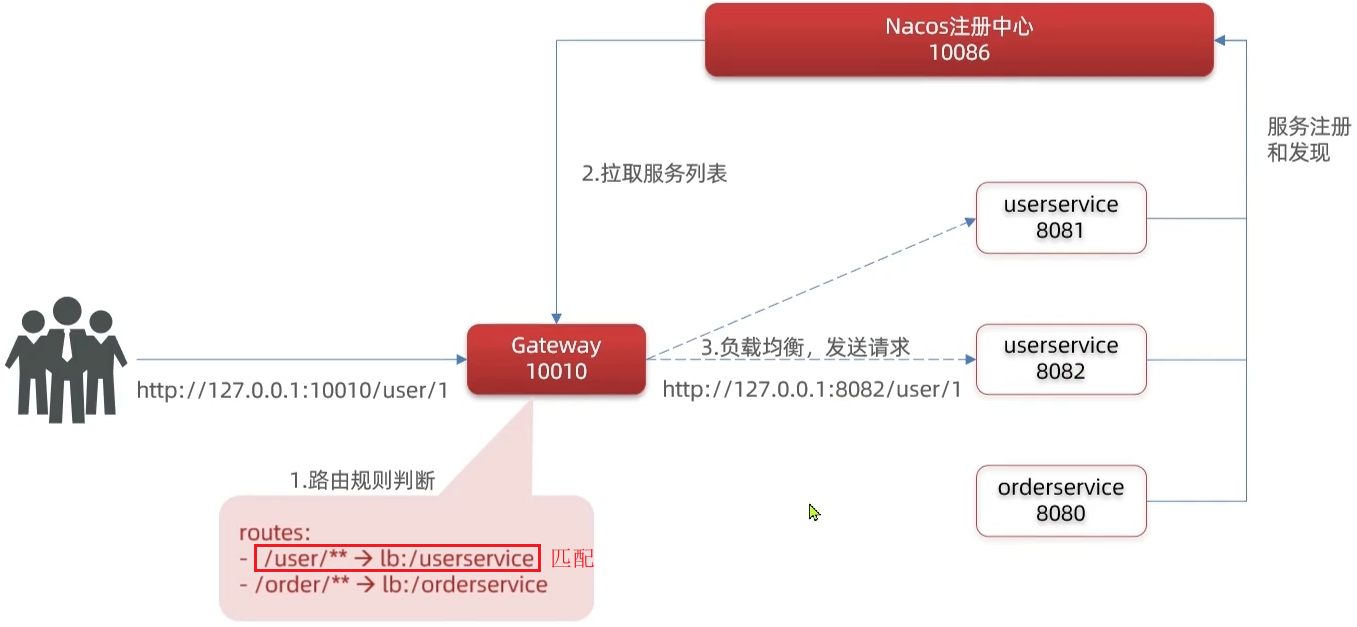 Nacos注册中心
10086
服务注册
和发现
2.拉取服务列表
userservice
8081
Gateway
10010
3.负载均衡，发送请求
userservice
8082
http://127.0.0.1:10010/user/1
http://127.0.0.1:8082/user/1
1.路由规则判断
orderservice
8080
routes:
- /user/** → lb:/userservice 匹配
- /order/** → lb:/orderservice